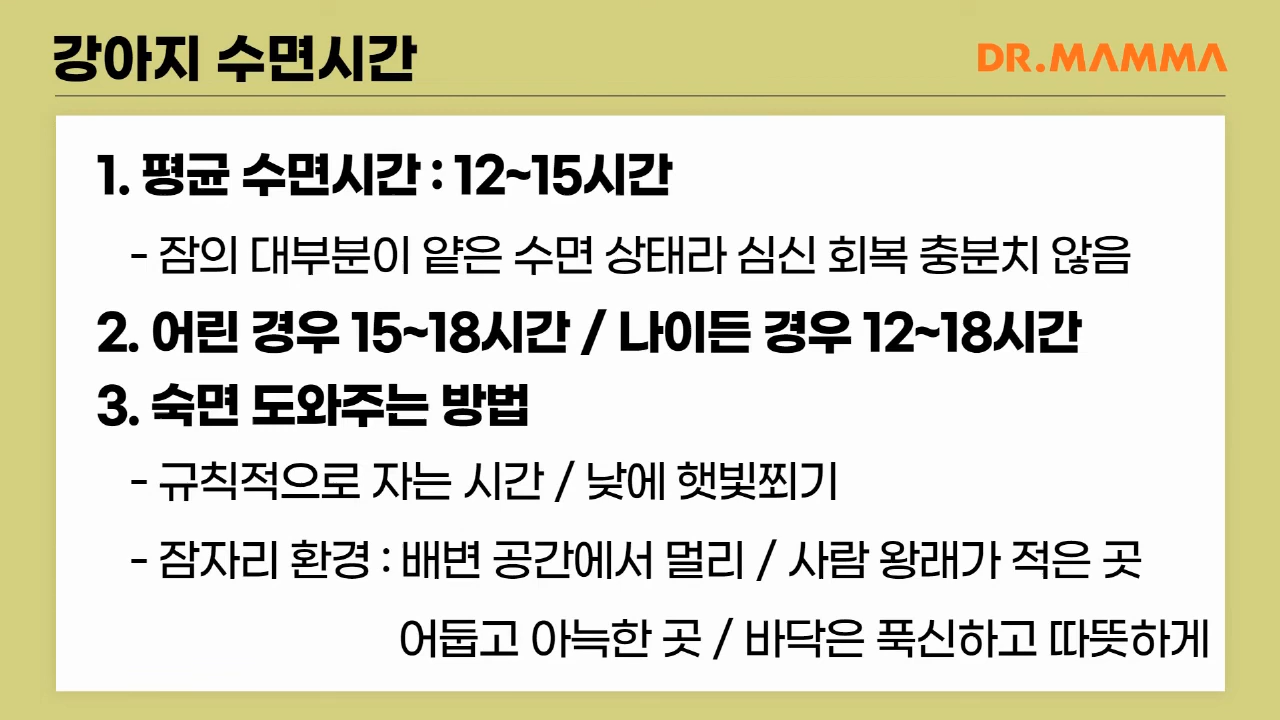 강아지 수면시간
DR.MAMMA
1. 평균 수면시간 : 12~15시간
- 잠의 대부분이 얕은 수면 상태라 심신 회복 충분치 않음
2. 어린 경우 15~18시간 / 나이든 경우 12~18시간
3. 숙면 도와주는 방법
- 규칙적으로 자는 시간 / 낮에 햇빛쬐기
- 잠자리 환경 : 배변 공간에서 멀리 / 사람 왕래가 적은 곳
어둡고 아늑한 곳 / 바닥은 푹신하고 따뜻하게